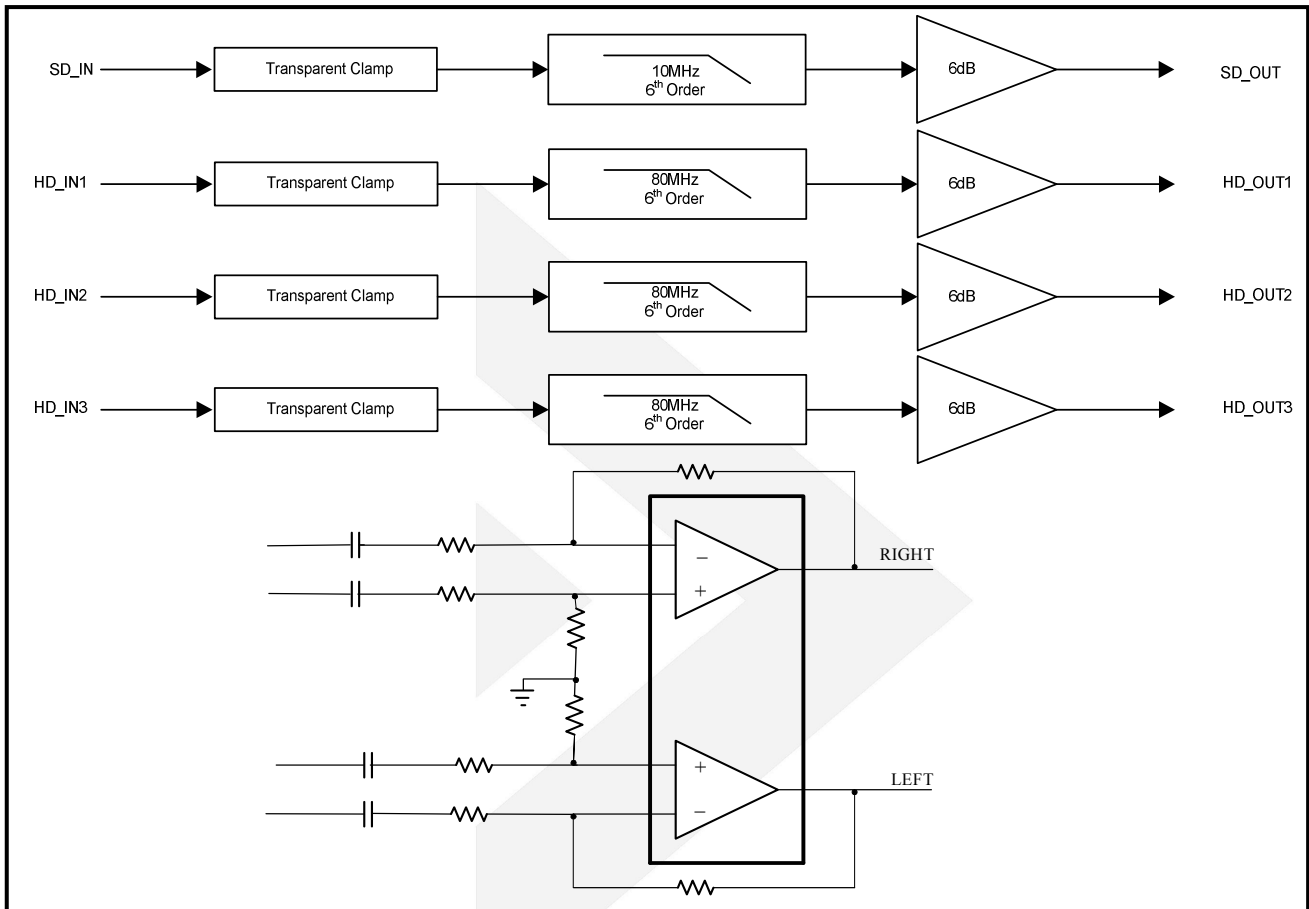 SD_IN Transparent Clamp 10MHz 6dB SD_OUT
6th Order
HD_IN1 Transparent Clamp 80MHz 6dB HD_OUT1
6th Order
HD_IN2 Transparent Clamp 80MHz 6dB HD_OUT2
6th Order
HD_IN3 Transparent Clamp 80MHz 6dB HD_OUT3
6th Order
−
+
RIGHT
+
−
LEFT